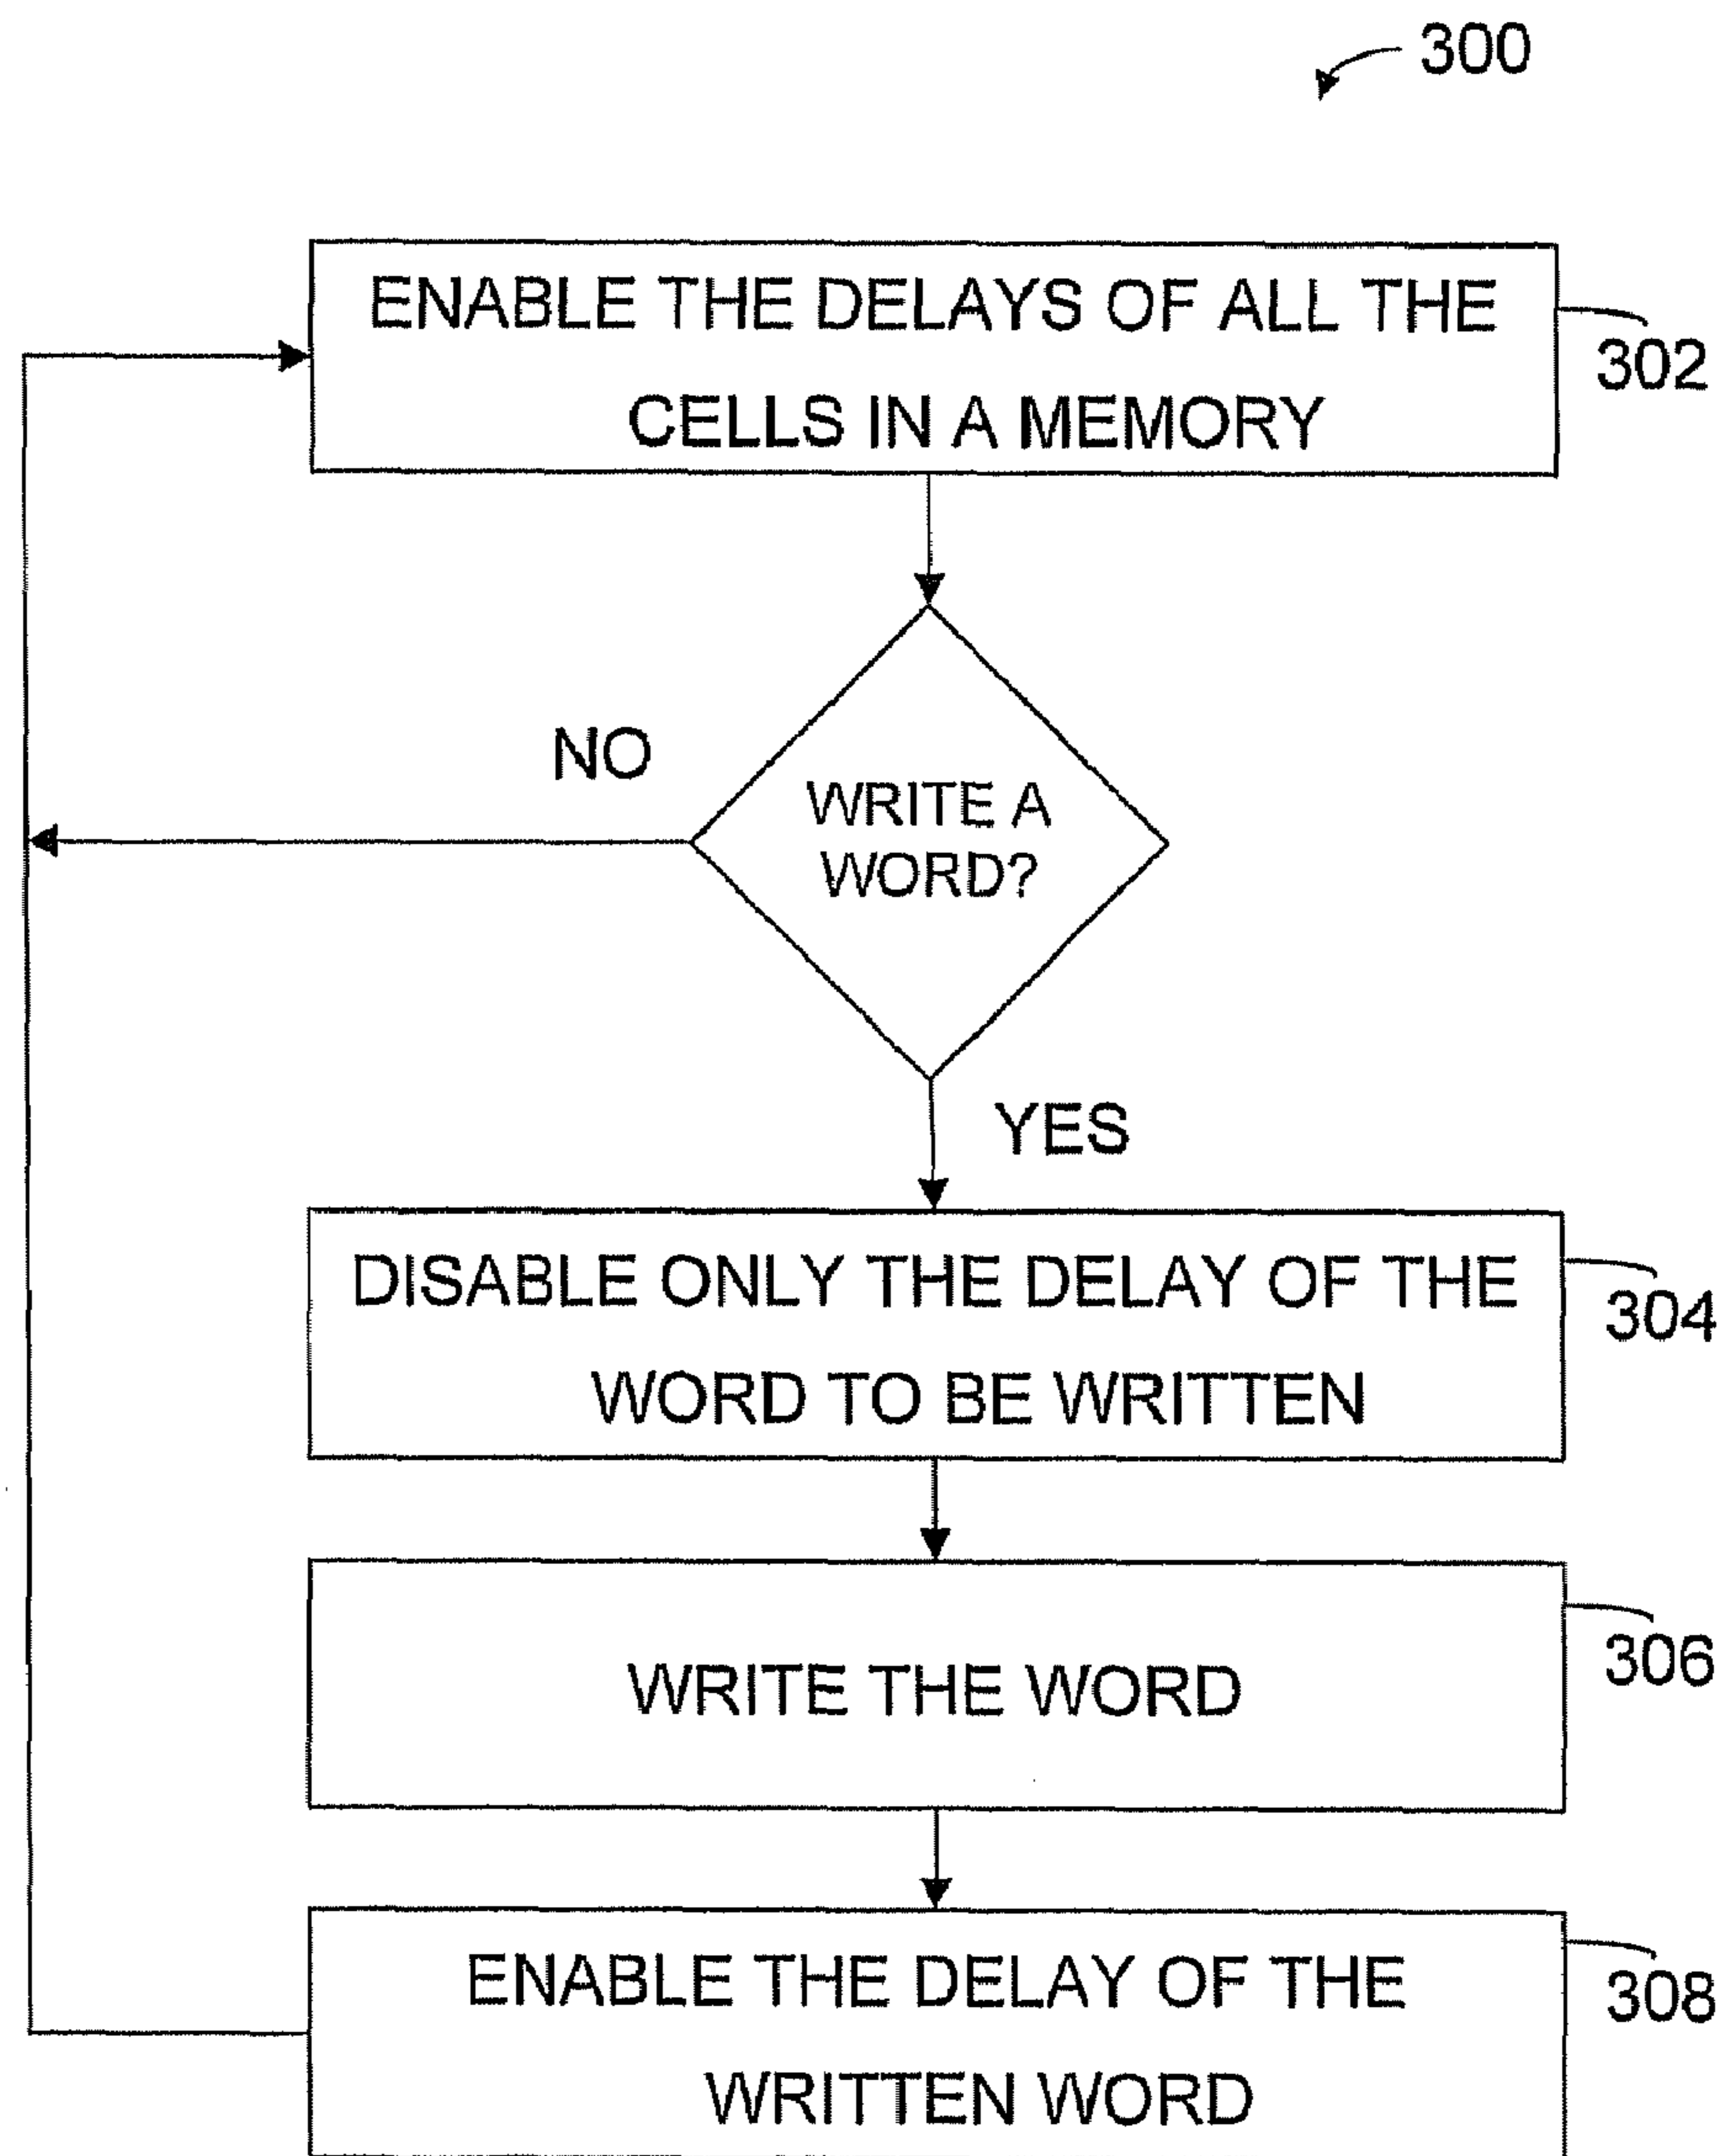 300
ENABLE THE DELAYS OF ALL THE
CELLS IN A MEMORY
302
NO
WRITE A
WORD?
YES
DISABLE ONLY THE DELAY OF THE
WORD TO BE WRITTEN
304
WRITE THE WORD
306
ENABLE THE DELAY OF THE
WRITTEN WORD
308